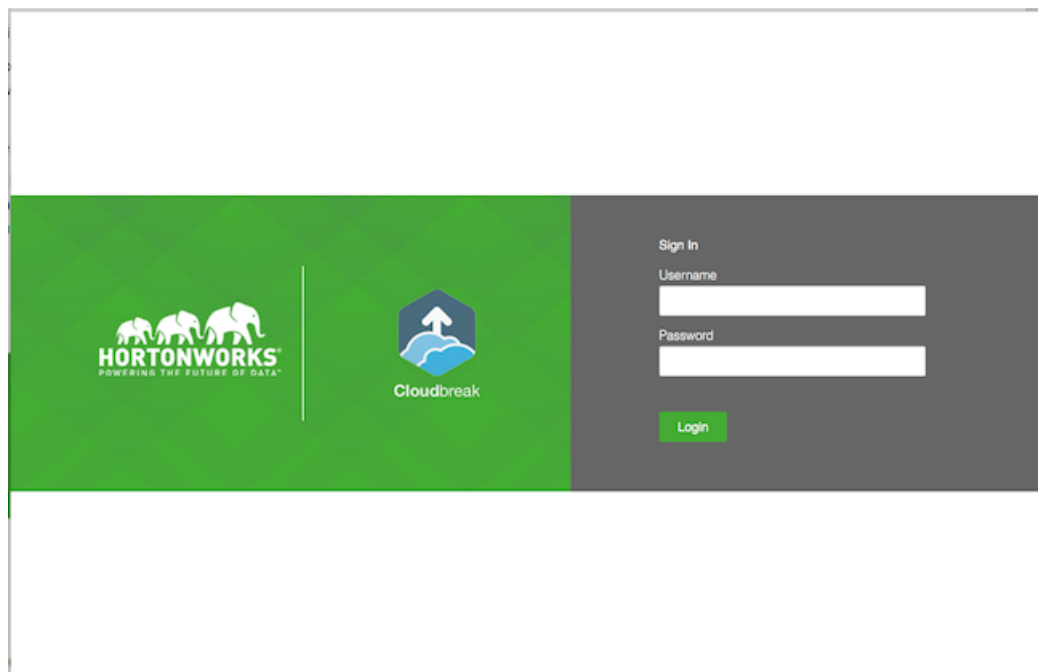 HORTONWORKS®
POWERING THE FUTURE OF DATA™
Cloudbreak
Sign In
Username
Password
Login